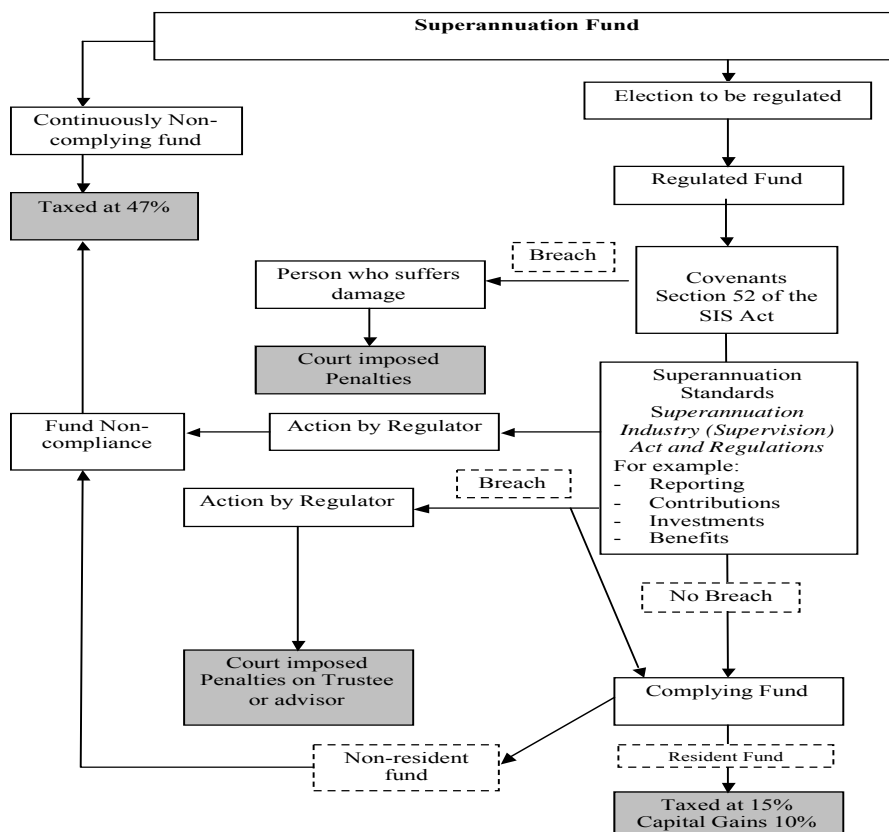 Superannuation Fund
Election to be regulated
Continuously Non-
complying fund
Regulated Fund
Taxed at 47%
Breach
Person who suffers
damage
Covenants
Section 52 of the
SIS Act
Court imposed
Penalties
Superannuation
Standards
Superannuation
Industry (Supervision)
Act and Regulations
For example:
- Reporting
- Contributions
- Investments
- Benefits
Fund Non-
compliance
Action by Regulator
Breach
Action by Regulator
No Breach
Court imposed
Penalties on Trustee
or advisor
Complying Fund
Non-resident
fund
Resident Fund
Taxed at 15%
Capital Gains 10%